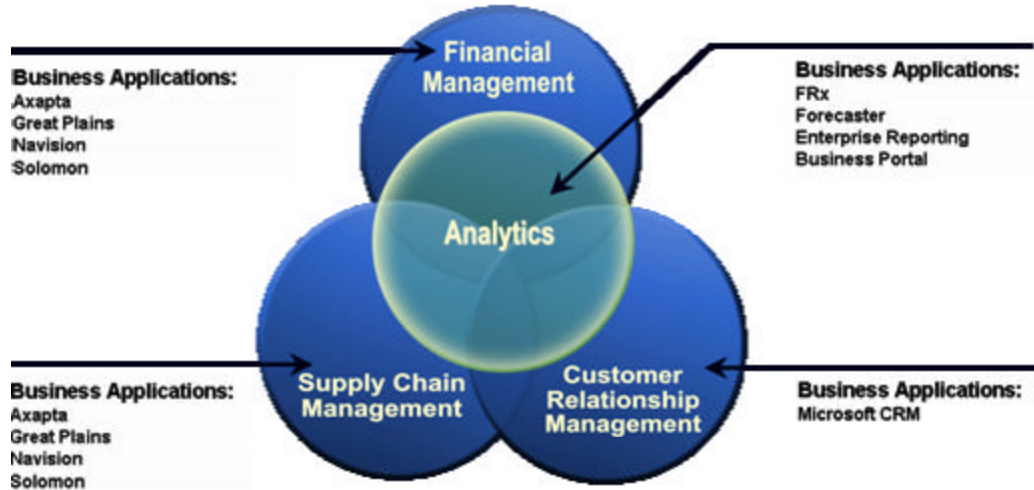 Financial
Management
Business Applications:
Axapta
Great Plains
Navision
Solomon
Business Applications:
FRx
Forecaster
Enterprise Reporting
Business Portal
Analytics
Supply Chain
Management
Customer
Relationship
Management
Business Applications:
Axapta
Great Plains
Navision
Solomon
Business Applications:
Microsoft CRM